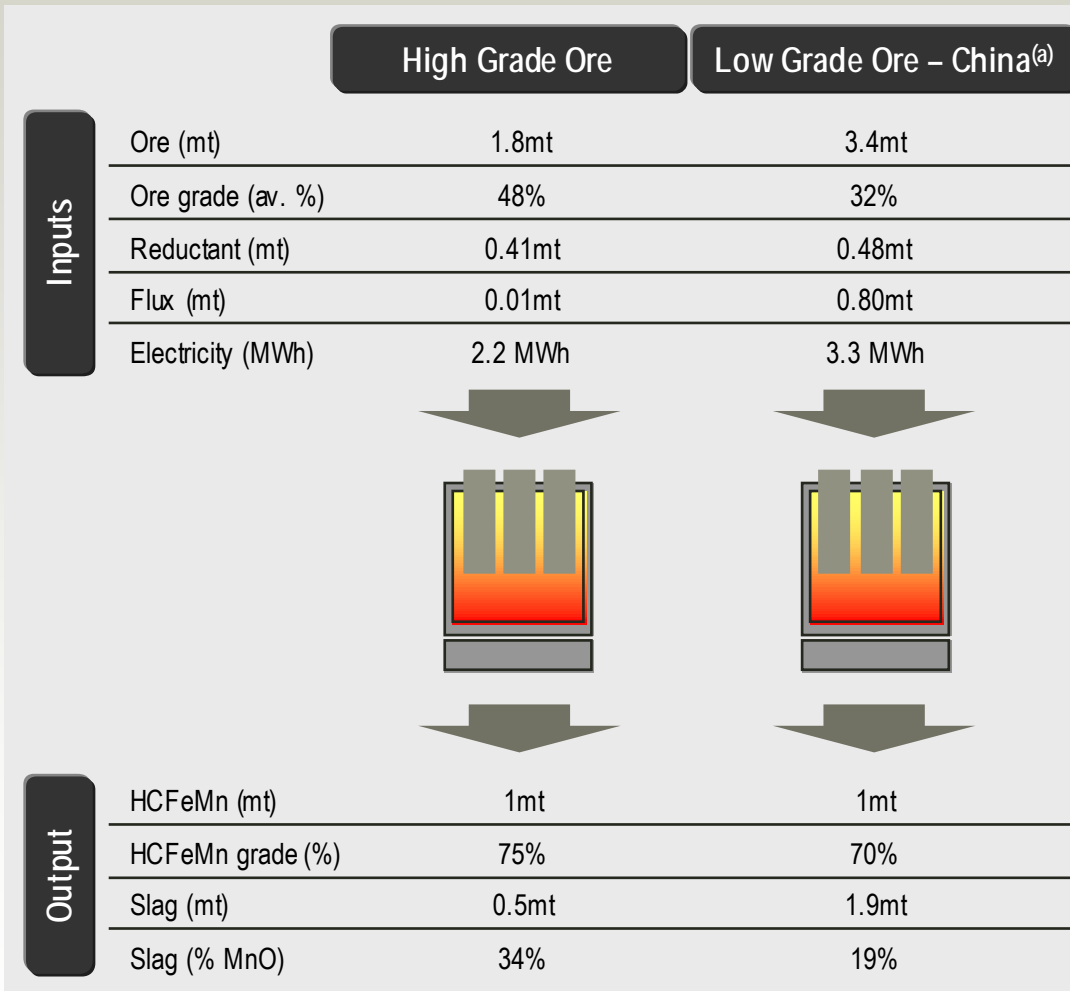 High Grade Ore Low Grade Ore – China(a)
Inputs
Ore (mt) 1.8mt 3.4mt
Ore grade (av. %) 48% 32%
Reductant (mt) 0.41mt 0.48mt
Flux (mt) 0.01mt 0.80mt
Electricity (MWh) 2.2 MWh 3.3 MWh
Output
HCFeMn (mt) 1mt 1mt
HCFeMn grade (%) 75% 70%
Slag (mt) 0.5mt 1.9mt
Slag (% MnO) 34% 19%